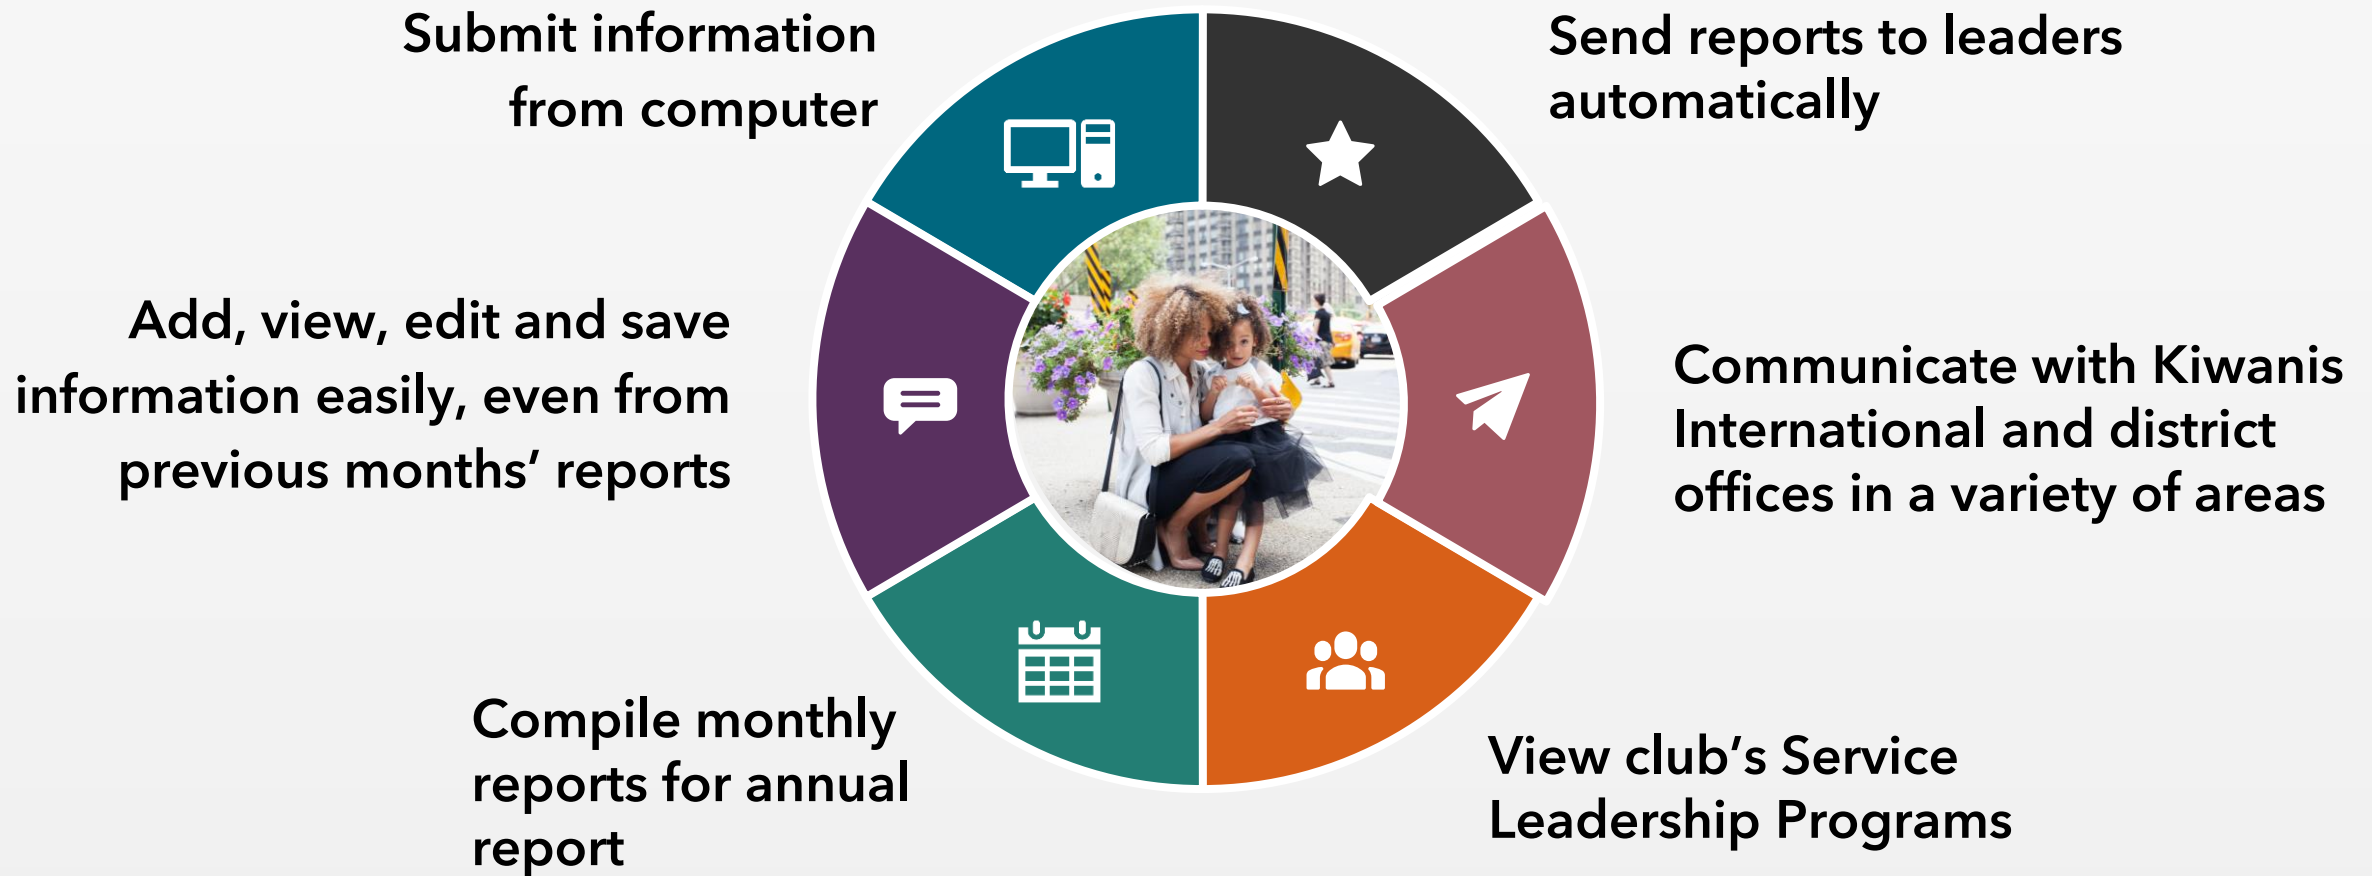 Submit information
from computer
Send reports to leaders
automatically
Add, view, edit and save
information easily, even from
previous months’ reports
Communicate with Kiwanis
International and district
offices in a variety of areas
Compile monthly
reports for annual
report
View club’s Service
Leadership Programs